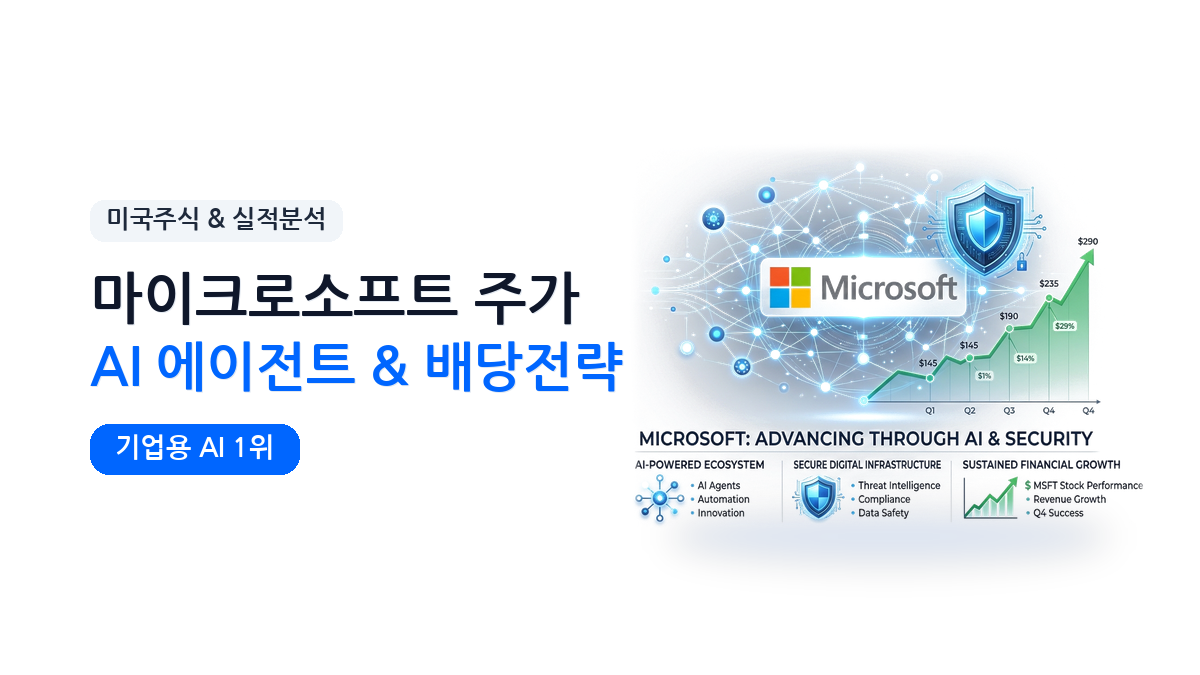 미국주식 & 실적분석
마이크로소프트 주가
AI 에이전트 & 배당전략
기업용 AI 1위
Microsoft
$145
$145
$190
$235
$290
$1%
$14%
$29%
Q1
Q2
Q3
Q4
Q4
MICROSOFT: ADVANCING THROUGH AI & SECURITY
AI-POWERED ECOSYSTEM
AI Agents
Automation
Innovation
SECURE DIGITAL INFRASTRUCTURE
Threat Intelligence
Compliance
Data Safety
SUSTAINED FINANCIAL GROWTH
$ MSFT Stock Performance
Revenue Growth
Q4 Success